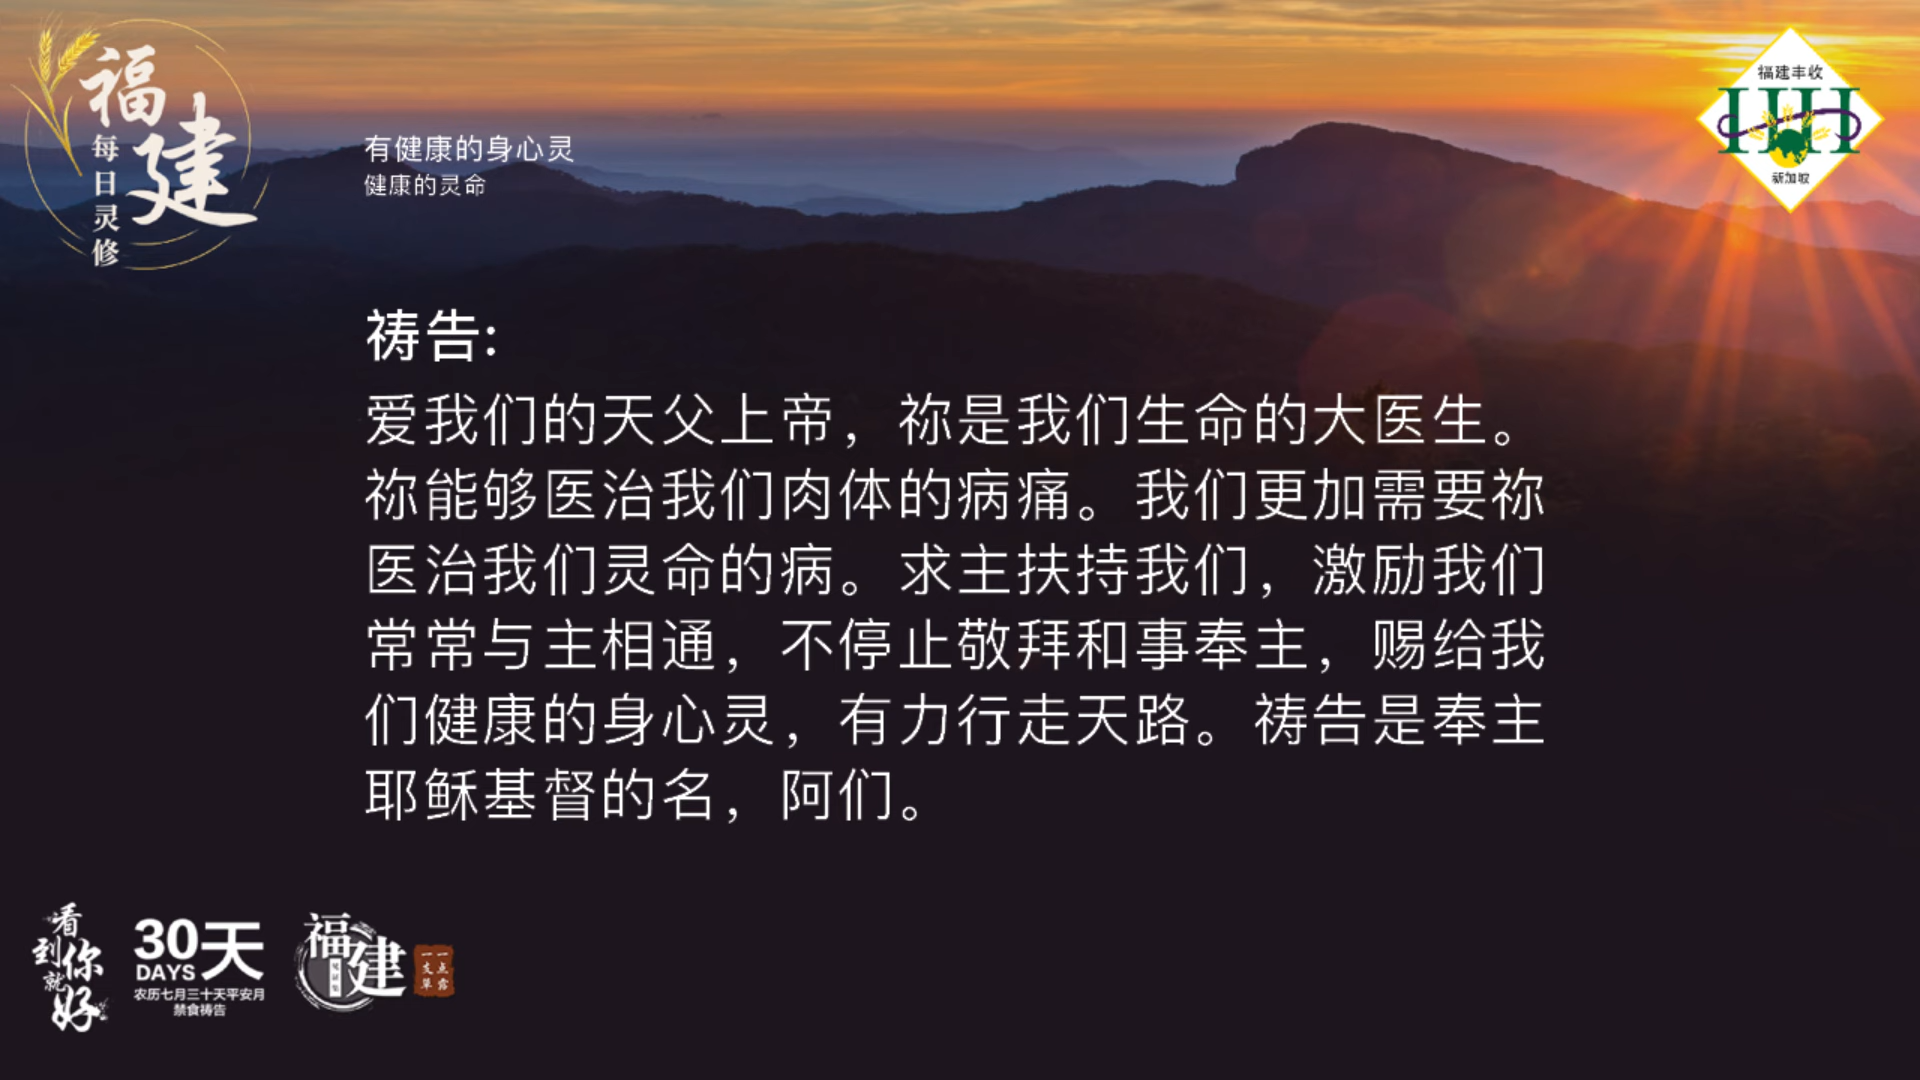 福建
每日灵修
有健康的身心灵
健康的灵命
福建丰收
HH
新加坡
祷告:
爱我们的天父上帝，祢是我们生命的大医生。
祢能够医治我们肉体的病痛。我们更加需要祢
医治我们灵命的病。求主扶持我们，激励我们
常常与主相通，不停止敬拜和事奉主，赐给我
们健康的身心灵，有力行走天路。祷告是奉主
耶稣基督的名，阿们。
看到你就好
30天
DAYS
农历七月三十天平安月
禁食祷告
福建
一点露
一支草